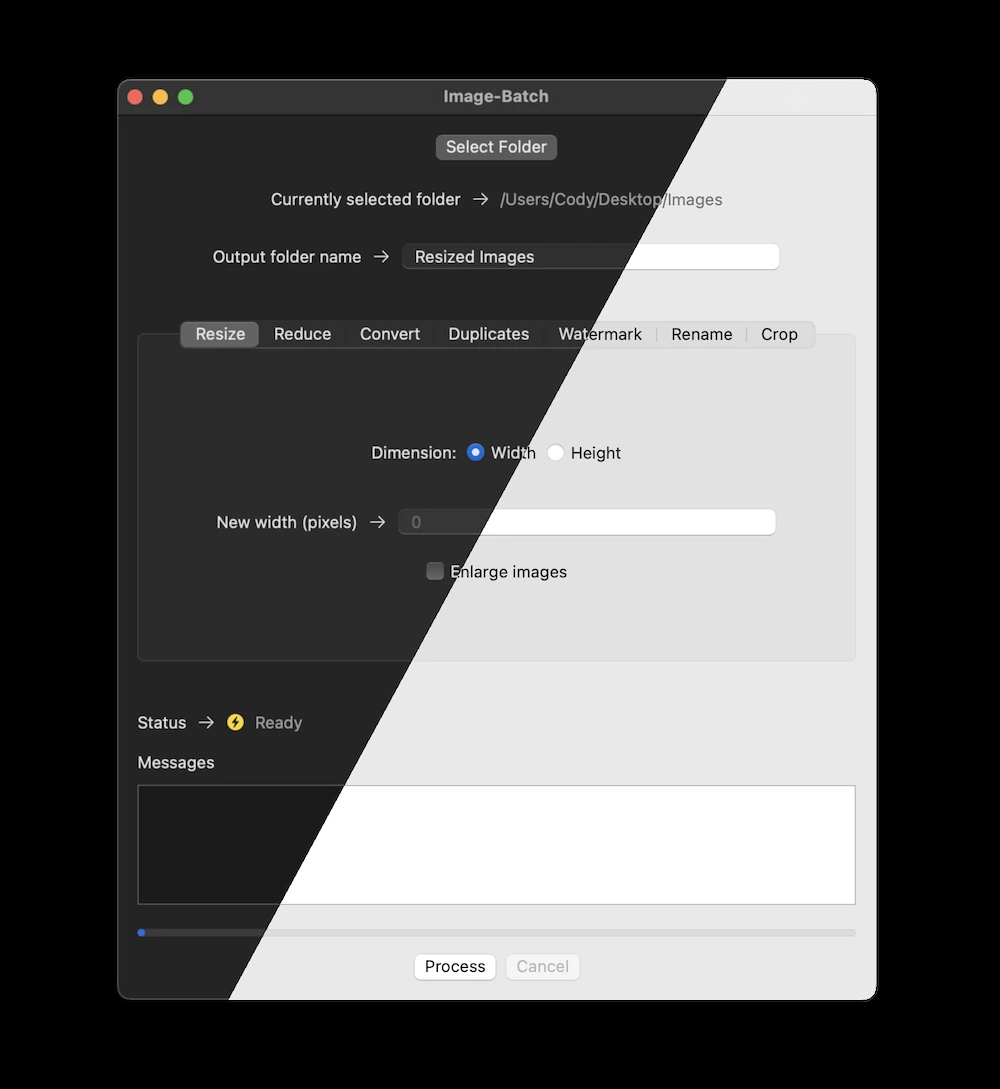 Image-Batch
Select Folder
Currently selected folder → /Users/Cody/Desktop/Images
Output folder name → Resized Images
Resize Reduce Convert Duplicates Watermark Rename Crop
Dimension: Width Height
New width (pixels) → 0
Enlarge images
Status → Ready
Messages
Process Cancel